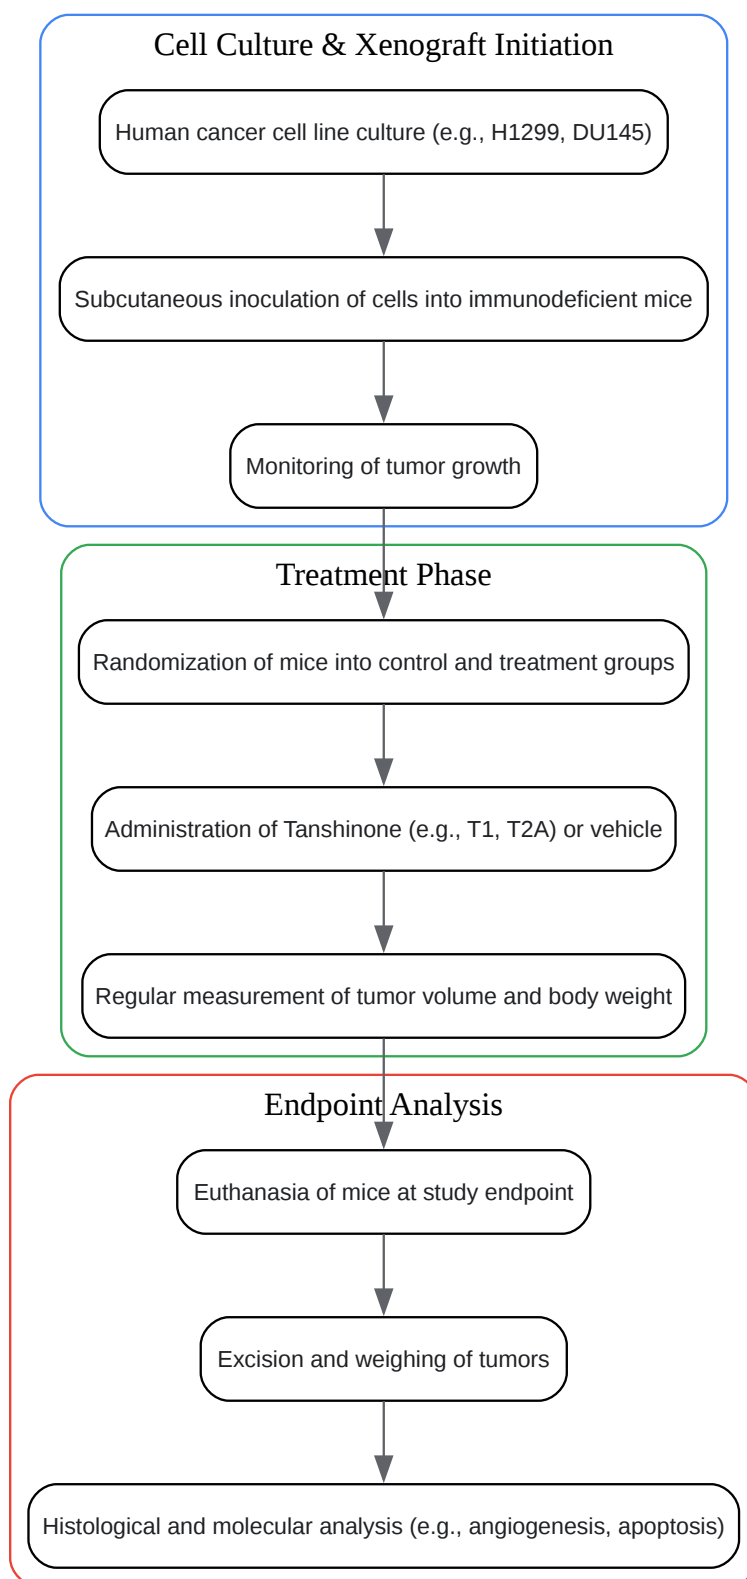 Cell Culture & Xenograft Initiation
Human cancer cell line culture (e.g., H1299, DU145)
Subcutaneous inoculation of cells into immunodeficient mice
Monitoring of tumor growth
Treatment Phase
Randomization of mice into control and treatment groups
Administration of Tanshinone (e.g., T1, T2A) or vehicle
Regular measurement of tumor volume and body weight
Endpoint Analysis
Euthanasia of mice at study endpoint
Excision and weighing of tumors
Histological and molecular analysis (e.g., angiogenesis, apoptosis)